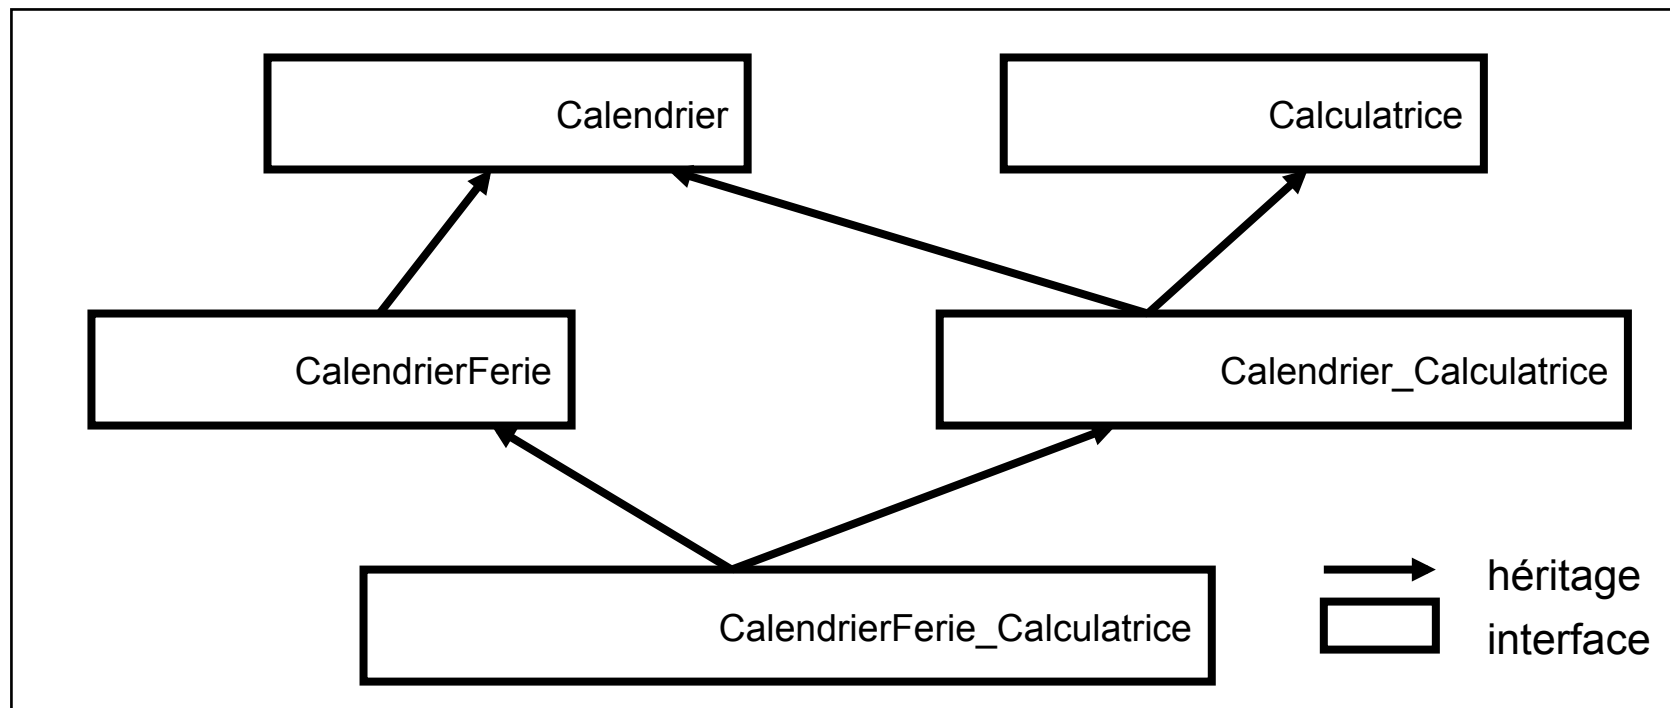 Calendrier
Calculatrice
CalendrierFerie
Calendrier_Calculatrice
CalendrierFerie_Calculatrice
héritage
interface